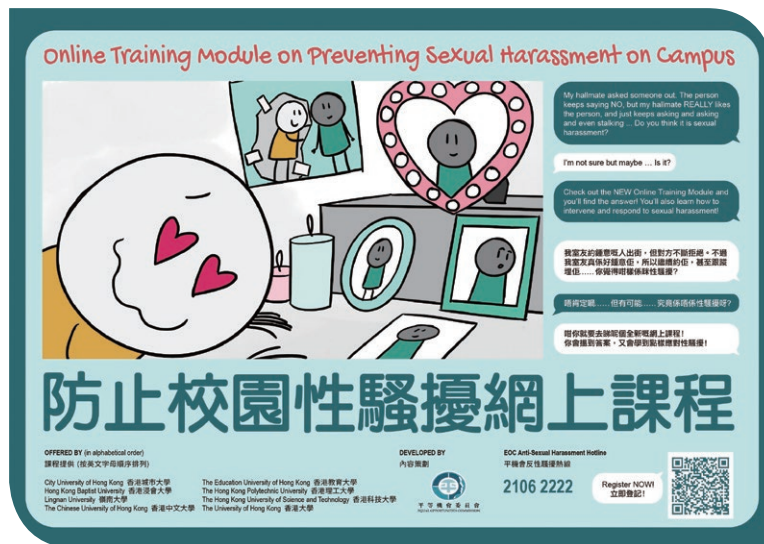 Online Training Module on Preventing Sexual Harassment on Campus
My hallmate asked someone out. The person
keeps saying NO, but my hallmate REALLY likes
the person, and just keeps asking and asking
and even stalking ... Do you think it is sexual
harassment?
I'm not sure but maybe ... Is it?
Check out the NEW Online Training Module and
you'll find the answer! You'll also learn how to
intervene and respond to sexual harassment!
我室友約鍾意嘅人出街，但對方不斷拒絕。不過
我室友真係好鍾意佢，所以繼續約佢，甚至跟蹤
埋佢......你覺得咁樣係咪性騷擾?
唔肯定喎......但有可能......究竟係唔係性騷擾呀?
咁你就要去睇呢個全新嘅網上課程!
你會搵到答案，又會學到點樣應對性騷擾!
防止校園性騷擾網上課程
OFFERED BY (in alphabetical order)
課程提供 (按英文字母順序排列)
City University of Hong Kong 香港城市大學
Hong Kong Baptist University 香港浸會大學
Lingnan University 嶺南大學
The Chinese University of Hong Kong 香港中文大學
The Education University of Hong Kong 香港教育大學
The Hong Kong Polytechnic University 香港理工大學
The Hong Kong University of Science and Technology 香港科技大學
The University of Hong Kong 香港大學
DEVELOPED BY
內容策劃
平等機會委員會
EQUAL OPPORTUNITIES COMMISSION
EOC Anti-Sexual Harassment Hotline
平機會反性騷擾熱線
2106 2222
Register NOW!
立即登記!